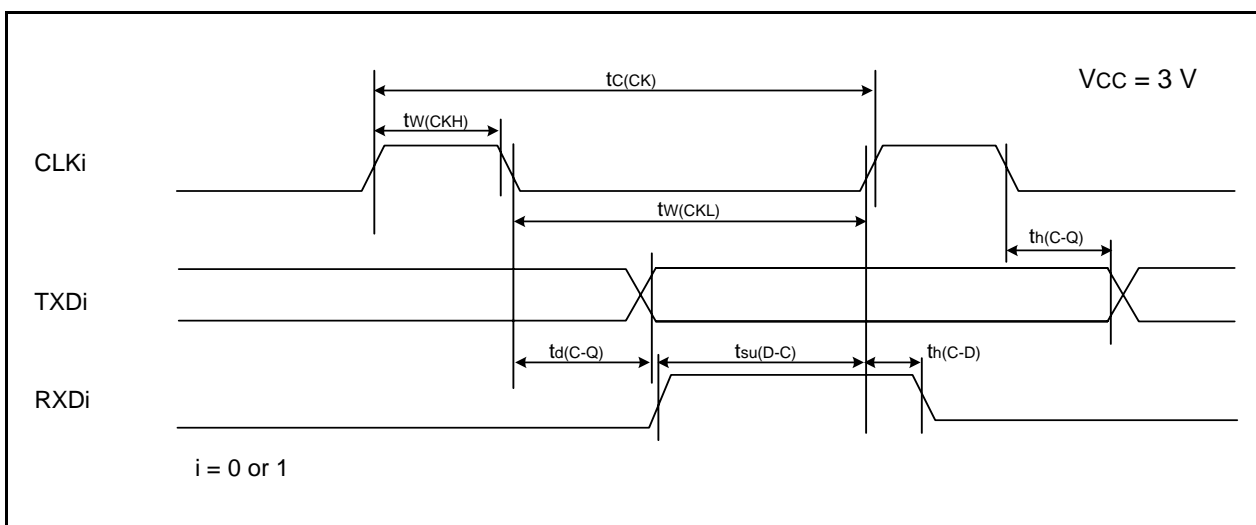 tC(CK)
VCC = 3 V
tW(CKH)
CLKi
tW(CKL)
th(C-Q)
TXDi
td(C-Q)
tsu(D-C)
th(C-D)
RXDi
i = 0 or 1